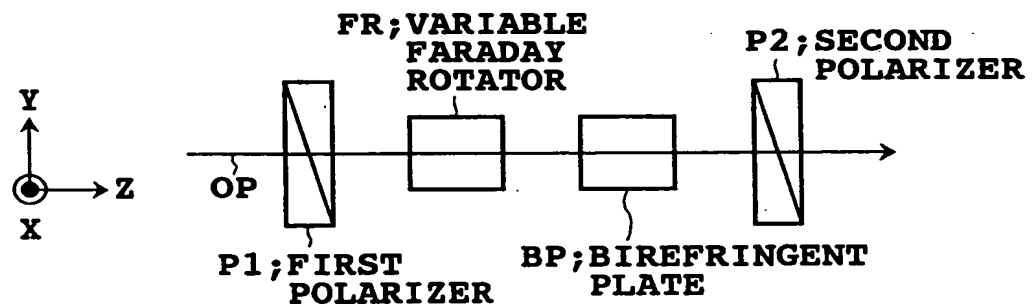 FR;VARIABLE
FARADAY
ROTATOR
P2;SECOND
POLARIZER
Y
Z
X
OP
P1;FIRST
POLARIZER
BP;BIREFRINGENT
PLATE